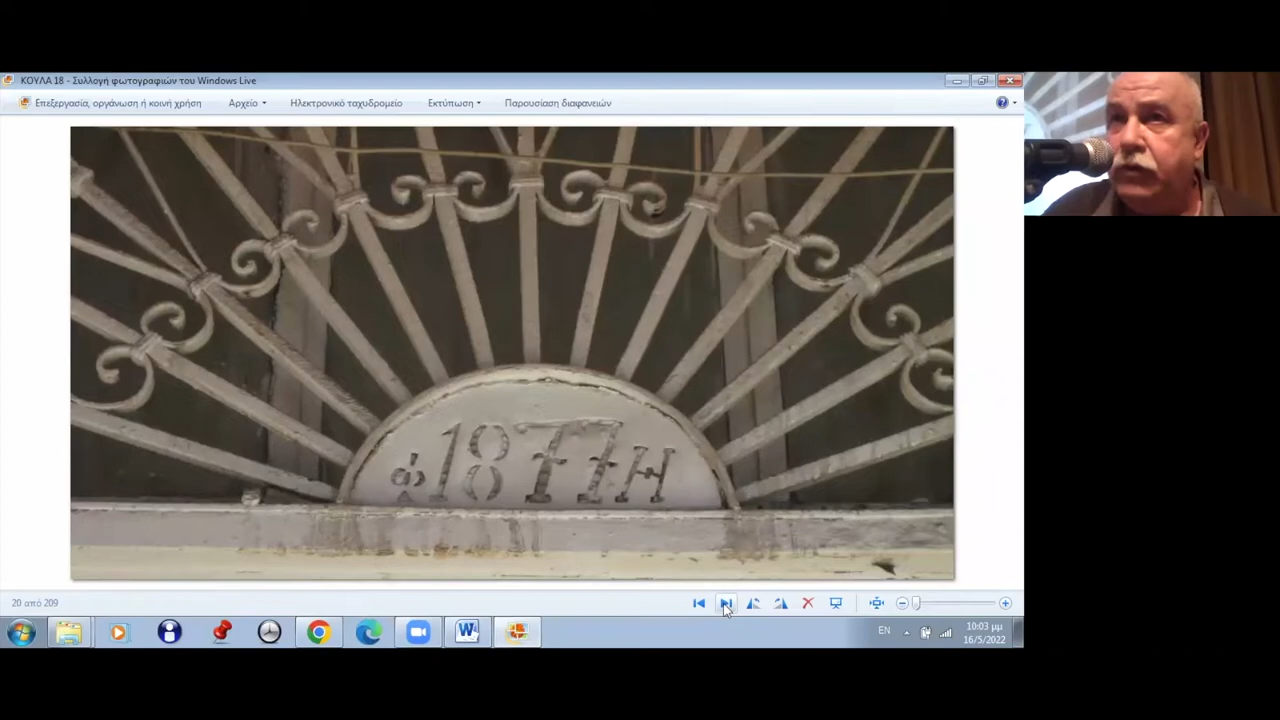 ΚΟΥΛΑ 18 - Συλλογή φωτογραφιών του Windows Live
Επεξεργασία, οργάνωση ή κοινή χρήση Αρχείο Ηλεκτρονικό ταχυδρομείο Εκτύπωση Παρουσίαση διαφανειών
Φ 1877 Η
20 από 209
EN
10:03 μμ
16/5/2022